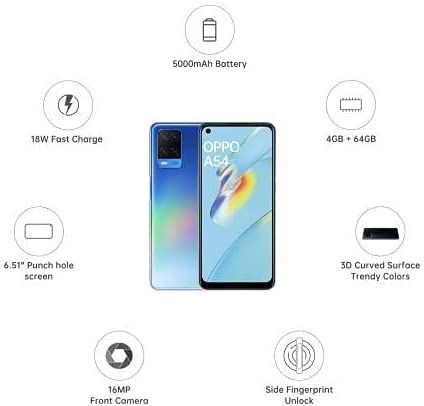 5000mAh Battery
18W Fast Charge
4GB + 64GB
OPPO
A54
6.51" Punch hole
screen
3D Curved Surface
Trendy Colors
16MP
Front Camera
Side Fingerprint
Unlock